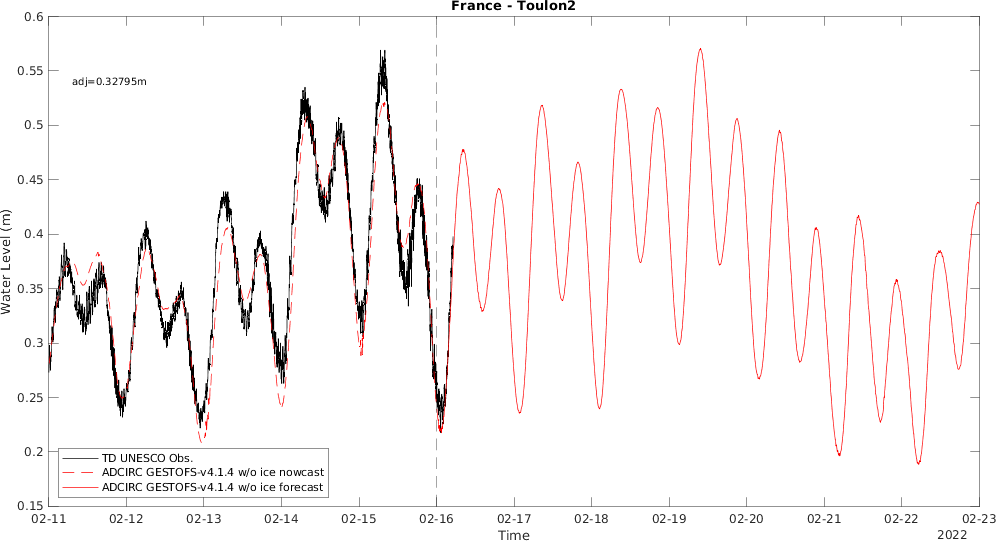 France - Toulon2
adj=0.32795m
Water Level (m)
0.6
0.55
0.5
0.45
0.4
0.35
0.3
0.25
0.2
0.15
TD UNESCO Obs.
ADCIRC GESTOFS-v4.1.4 w/o ice nowcast
ADCIRC GESTOFS-v4.1.4 w/o ice forecast
02-11 02-12 02-13 02-14 02-15 02-16 02-17 02-18 02-19 02-20 02-21 02-22 02-23
Time
2022